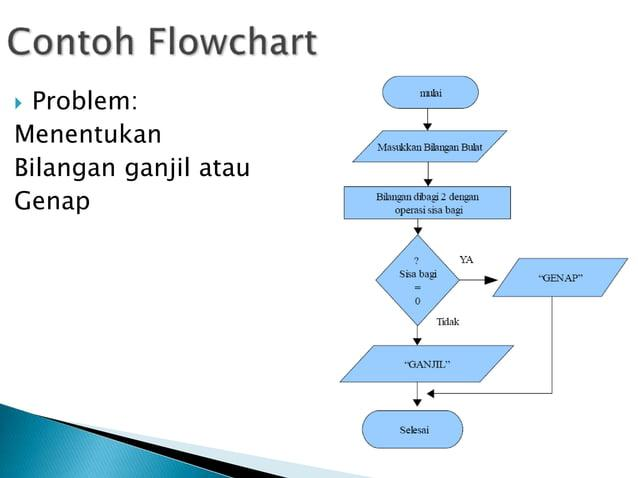 Contoh Flowchart
Problem:
Menentukan
Bilangan ganjil atau
Genap
mulai
Masukkan Bilangan Bulat
Bilangan dibagi 2 dengan
operasi sisa bagi
?
Sisa bagi
=
0
YA
“GENAP”
Tidak
“GANJIL”
Selesai